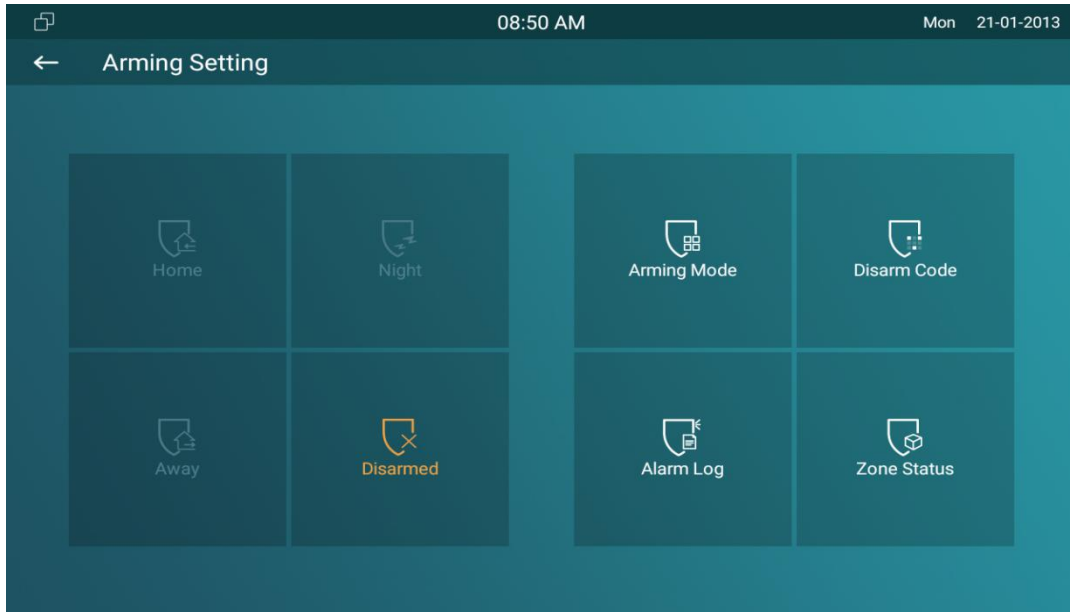 08:50 AM
Mon 21-01-2013
Arming Setting
Home
Night
Arming Mode
Disarm Code
Away
Disarmed
Alarm Log
Zone Status